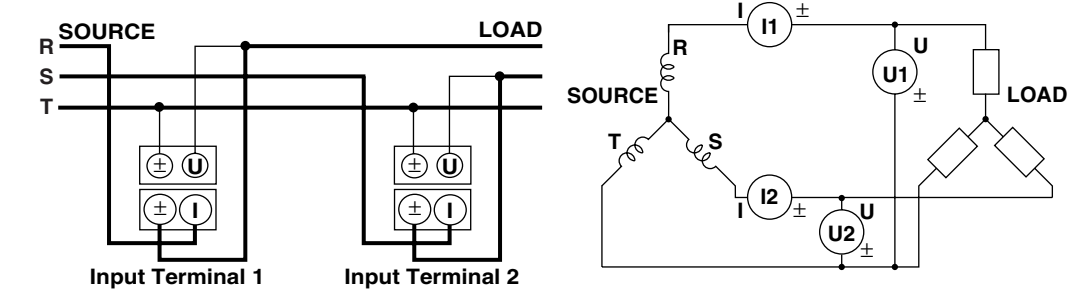 SOURCE
LOAD
R
S
T
± U
± U
± I
± I
Input Terminal 1
Input Terminal 2
I
I1
±
R
U
U1
±
SOURCE
LOAD
T
S
I
I2
±
U
U2
±